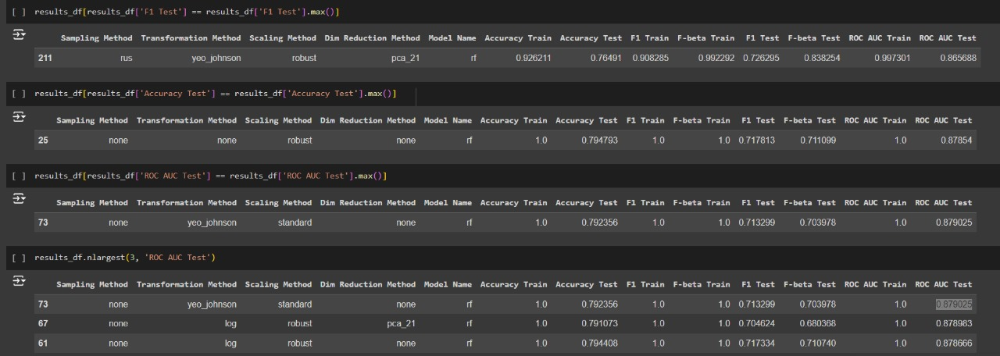 [ ] results_df[results_df['F1 Test'] == results_df['F1 Test'].max()]
Sampling Method Transformation Method Scaling Method Dim Reduction Method Model Name Accuracy Train Accuracy Test F1 Train F-beta Train F1 Test F-beta Test ROC AUC Train ROC AUC Test
211 rus yeo_johnson robust pca_21 rf 0.926211 0.76491 0.908285 0.992292 0.726295 0.838254 0.997301 0.865688
[ ] results_df[results_df['Accuracy Test'] == results_df['Accuracy Test'].max()]
Sampling Method Transformation Method Scaling Method Dim Reduction Method Model Name Accuracy Train Accuracy Test F1 Train F-beta Train F1 Test F-beta Test ROC AUC Train ROC AUC Test
25 none none robust none rf 1.0 0.794793 1.0 1.0 0.717813 0.711099 1.0 0.87854
[ ] results_df[results_df['ROC AUC Test'] == results_df['ROC AUC Test'].max()]
Sampling Method Transformation Method Scaling Method Dim Reduction Method Model Name Accuracy Train Accuracy Test F1 Train F-beta Train F1 Test F-beta Test ROC AUC Train ROC AUC Test
73 none yeo_johnson standard none rf 1.0 0.792356 1.0 1.0 0.713299 0.703978 1.0 0.879025
[ ] results_df.nlargest(3, 'ROC AUC Test')
Sampling Method Transformation Method Scaling Method Dim Reduction Method Model Name Accuracy Train Accuracy Test F1 Train F-beta Train F1 Test F-beta Test ROC AUC Train ROC AUC Test
73 none yeo_johnson standard none rf 1.0 0.792356 1.0 1.0 0.713299 0.703978 1.0 0.879025
67 none log robust pca_21 rf 1.0 0.791073 1.0 1.0 0.704624 0.680368 1.0 0.878983
61 none log robust none rf 1.0 0.794408 1.0 1.0 0.717334 0.710740 1.0 0.878666